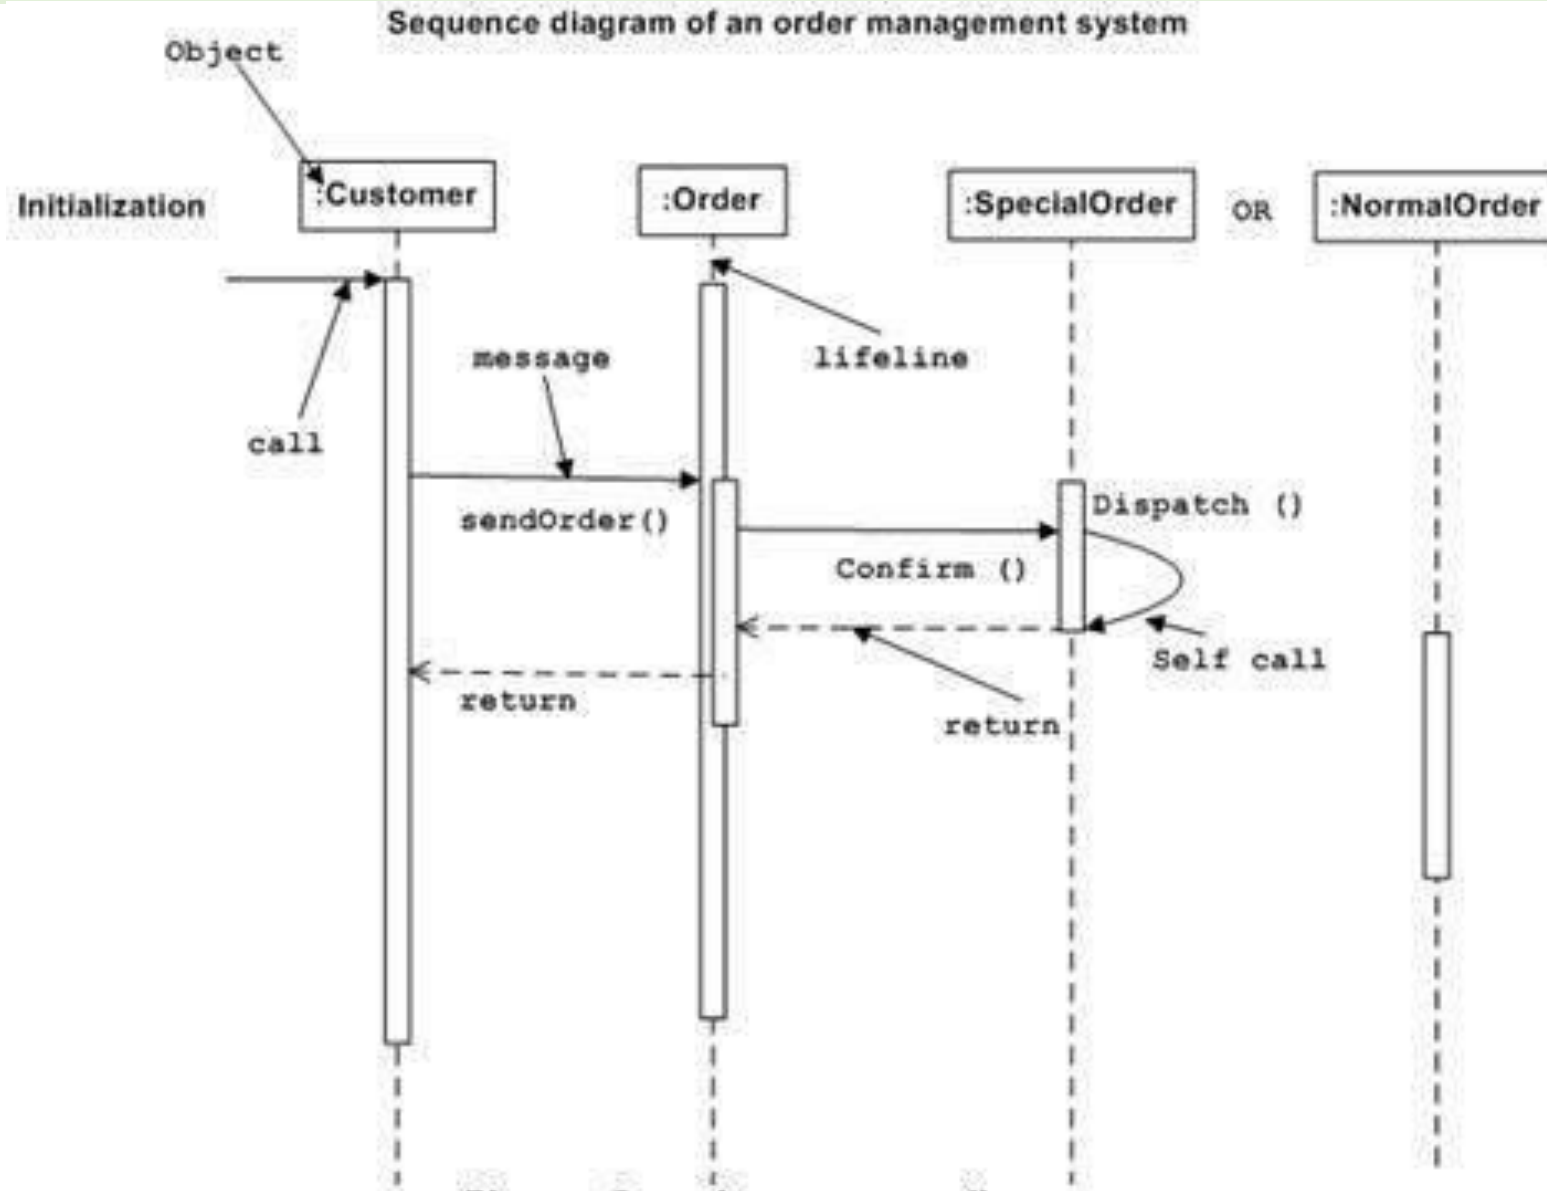 Sequence diagram of an order management system
Object
Initialization
:Customer
:Order
:SpecialOrder
OR
:NormalOrder
message
lifeline
call
sendOrder()
Dispatch ()
Confirm ()
Self call
return
return